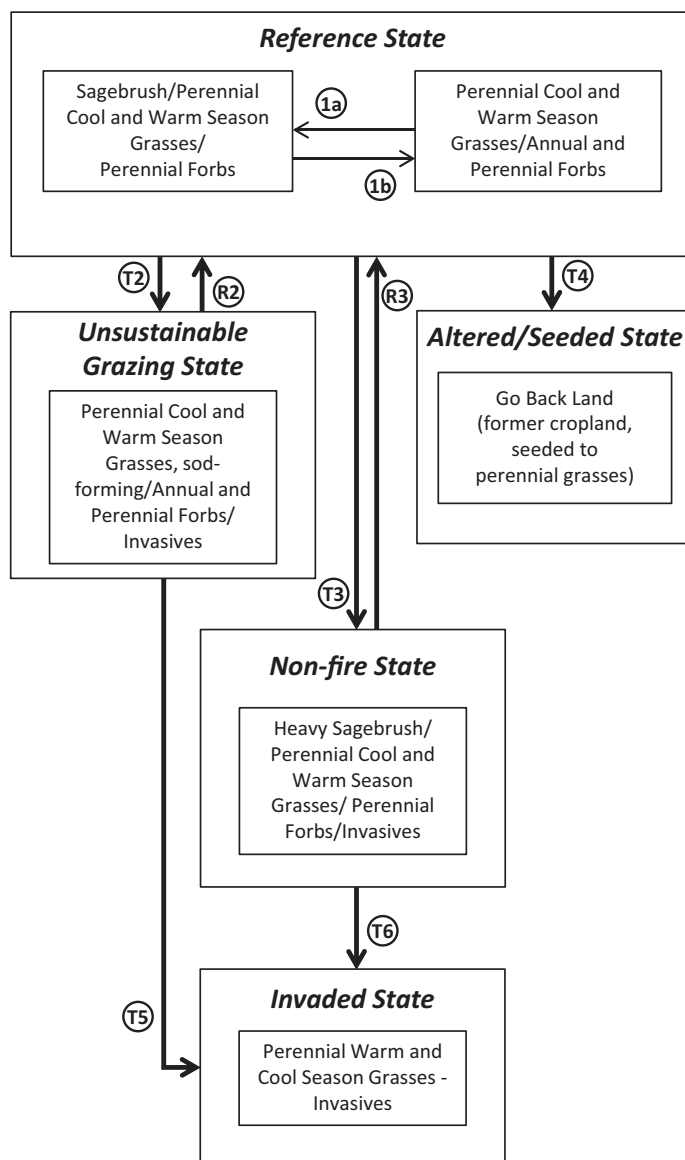 Reference State
Sagebrush/Perennial
Cool and Warm Season
Grasses/
Perennial Forbs
1a
1b
Perennial Cool and
Warm Season
Grasses/Annual and
Perennial Forbs
T2
R2
T3
R3
T4
Unsustainable
Grazing State
Perennial Cool and
Warm Season
Grasses, sod-
forming/Annual and
Perennial Forbs/
Invasives
Altered/Seeded State
Go Back Land
(former cropland,
seeded to
perennial grasses)
Non-fire State
Heavy Sagebrush/
Perennial Cool and
Warm Season
Grasses/ Perennial
Forbs/Invasives
T6
T5
Invaded State
Perennial Warm and
Cool Season Grasses -
Invasives